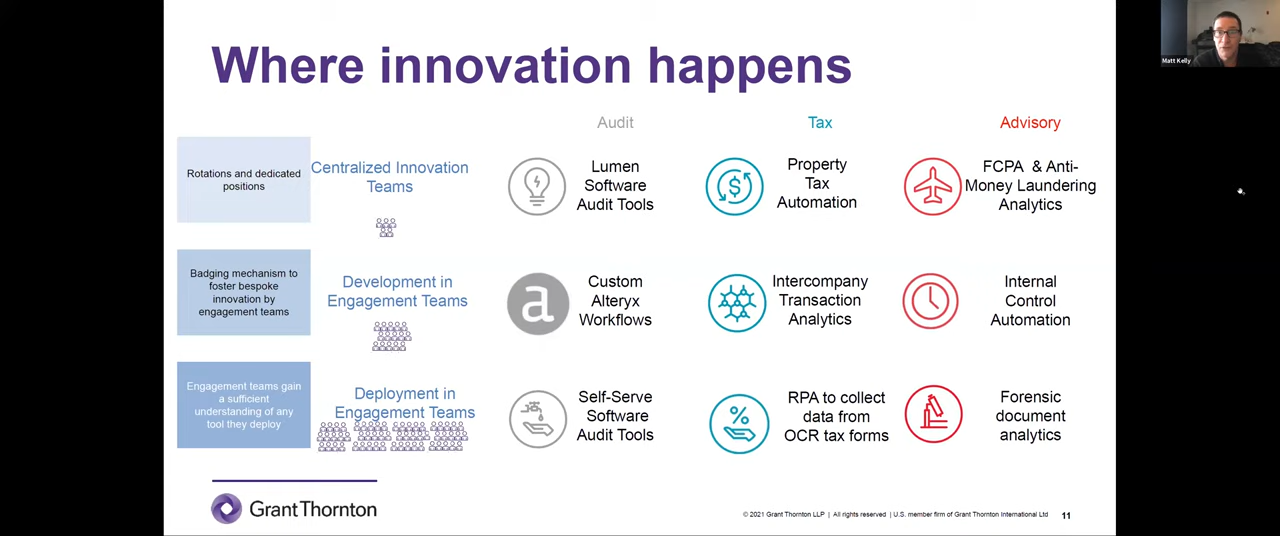 Where innovation happens
Matt Kelly
Audit
Tax
Advisory
Rotations and dedicated
positions
Centralized Innovation
Teams
Lumen
Software
Audit Tools
Property
Tax
Automation
FCPA & Anti-
Money Laundering
Analytics
Badging mechanism to
foster bespoke
innovation by
engagement teams
Development in
Engagement Teams
a
Custom
Alteryx
Workflows
Intercompany
Transaction
Analytics
Internal
Control
Automation
Engagement teams gain
a sufficient
understanding of any
tool they deploy
Deployment in
Engagement Teams
Self-Serve
Software
Audit Tools
RPA to collect
data from
OCR tax forms
Forensic
document
analytics
Grant Thornton
© 2021 Grant Thornton LLP | All rights reserved | U.S. member firm of Grant Thornton International Ltd
11